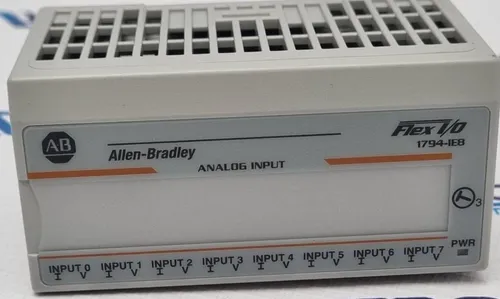 AB
Allen-Bradley
Flex I/O
1794-IE8
ANALOG INPUT
3
INPUT 0 INPUT 1 INPUT 2 INPUT 3 INPUT 4 INPUT 5 INPUT 6 INPUT 7 PWR
I V I V I V I V I V I V I V I V